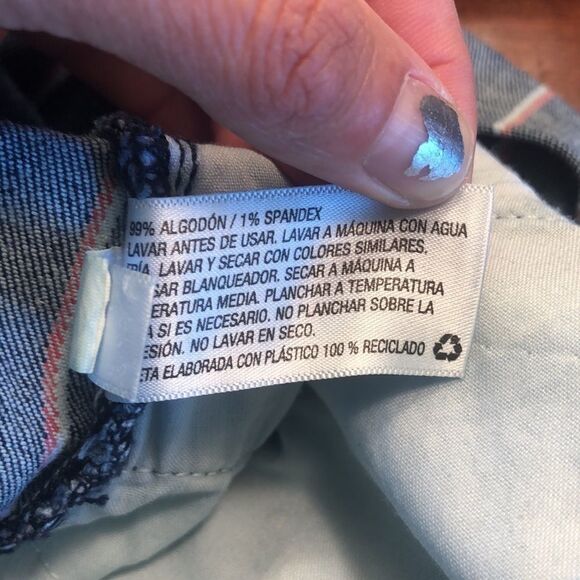 99% ALGODÓN / 1% SPANDEX
LAVAR ANTES DE USAR. LAVAR A MÁQUINA CON AGUA
LAVAR Y SECAR CON COLORES SIMILARES,
BLANQUEADOR. SECAR A MÁQUINA A
MEDIA. PLANCHAR A TEMPERATURA
SI ES NECESARIO. NO PLANCHAR SOBRE LA
NO LAVAR EN SECO.
ELABORADA CON PLÁSTICO 100 % RECICLADO